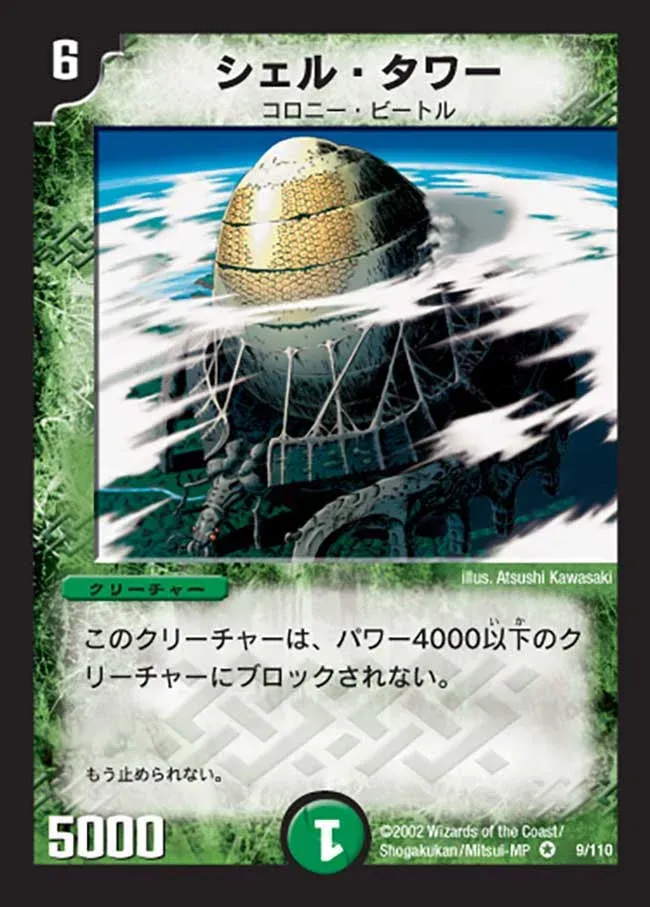 6
シェル・タワー
コロニー・ビートル
illus. Atsushi Kawasaki
クリーチャー
このクリーチャーは、パワー4000以下のク
リーチャーにブロックされない。
もう止められない。
5000
1
©2002 Wizards of the Coast/
Shogakukan/Mitsui-MP ✪ 9/110